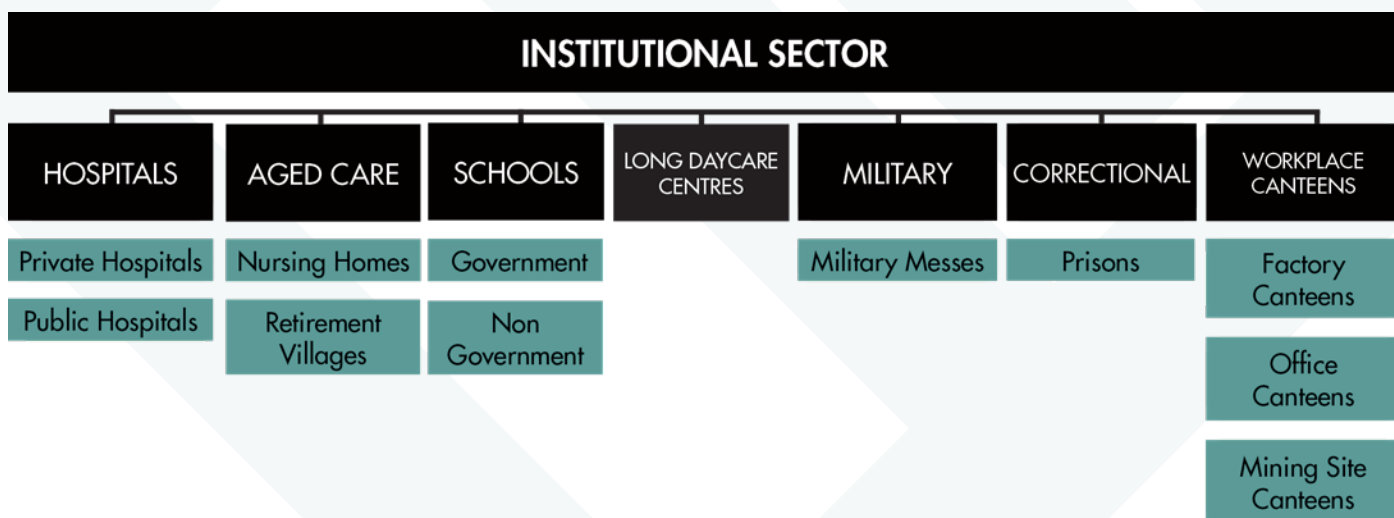 INSTITUTIONAL SECTOR
HOSPITALS
AGED CARE
SCHOOLS
LONG DAYCARE
CENTRES
MILITARY
CORRECTIONAL
WORKPLACE
CANTEENS
Private Hospitals
Public Hospitals
Nursing Homes
Retirement
Villages
Government
Non
Government
Military Messes
Prisons
Factory
Canteens
Office
Canteens
Mining Site
Canteens